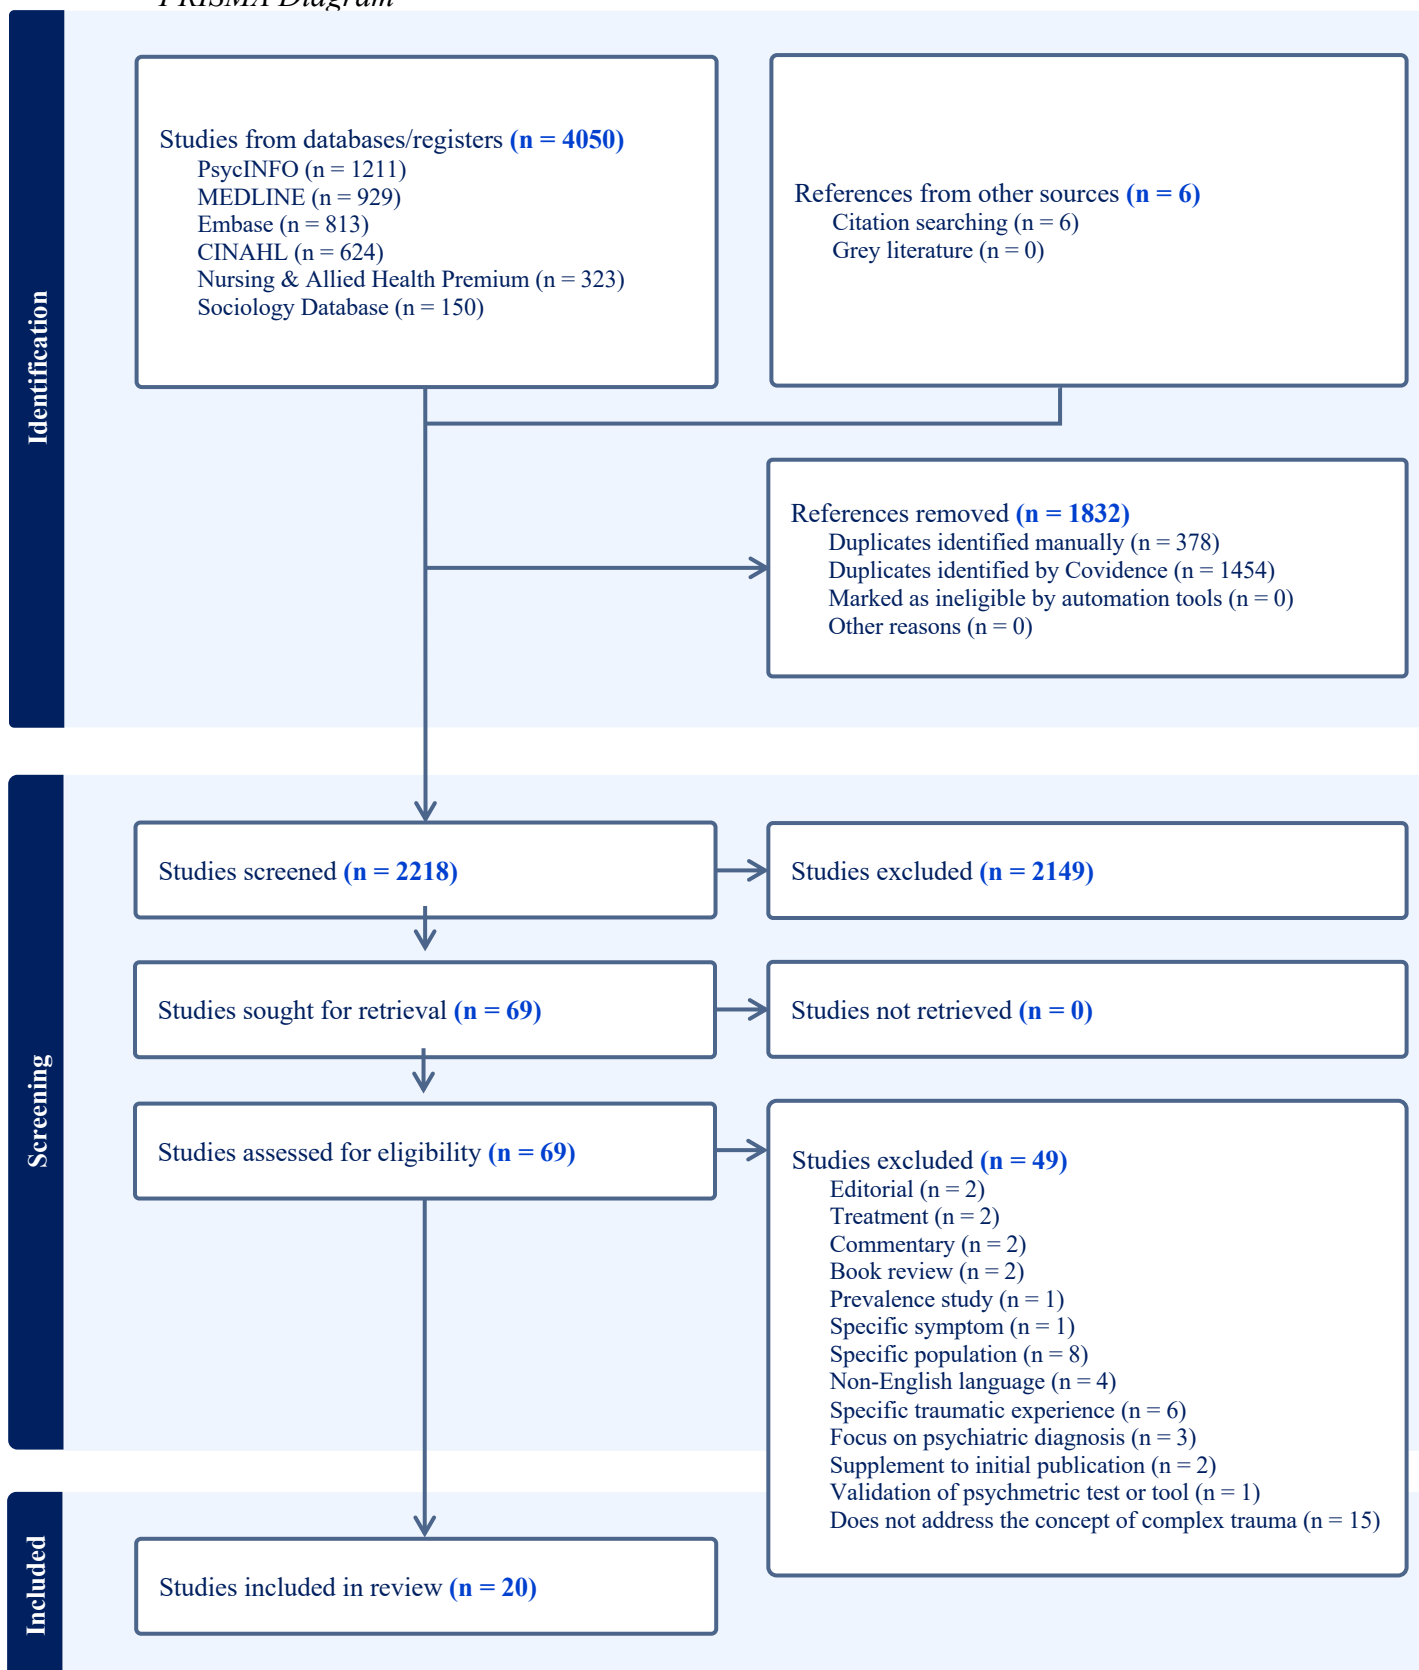 PRISMA Diagram
Identification
Studies from databases/registers (n = 4050)
PsycINFO (n = 1211)
MEDLINE (n = 929)
Embase (n = 813)
CINAHL (n = 624)
Nursing & Allied Health Premium (n = 323)
Sociology Database (n = 150)
References from other sources (n = 6)
Citation searching (n = 6)
Grey literature (n = 0)
References removed (n = 1832)
Duplicates identified manually (n = 378)
Duplicates identified by Covidence (n = 1454)
Marked as ineligible by automation tools (n = 0)
Other reasons (n = 0)
Screening
Studies screened (n = 2218)
Studies excluded (n = 2149)
Studies sought for retrieval (n = 69)
Studies not retrieved (n = 0)
Studies assessed for eligibility (n = 69)
Studies excluded (n = 49)
Editorial (n = 2)
Treatment (n = 2)
Commentary (n = 2)
Book review (n = 2)
Prevalence study (n = 1)
Specific symptom (n = 1)
Specific population (n = 8)
Non-English language (n = 4)
Specific traumatic experience (n = 6)
Focus on psychiatric diagnosis (n = 3)
Supplement to initial publication (n = 2)
Validation of psychmetric test or tool (n = 1)
Does not address the concept of complex trauma (n = 15)
Included
Studies included in review (n = 20)